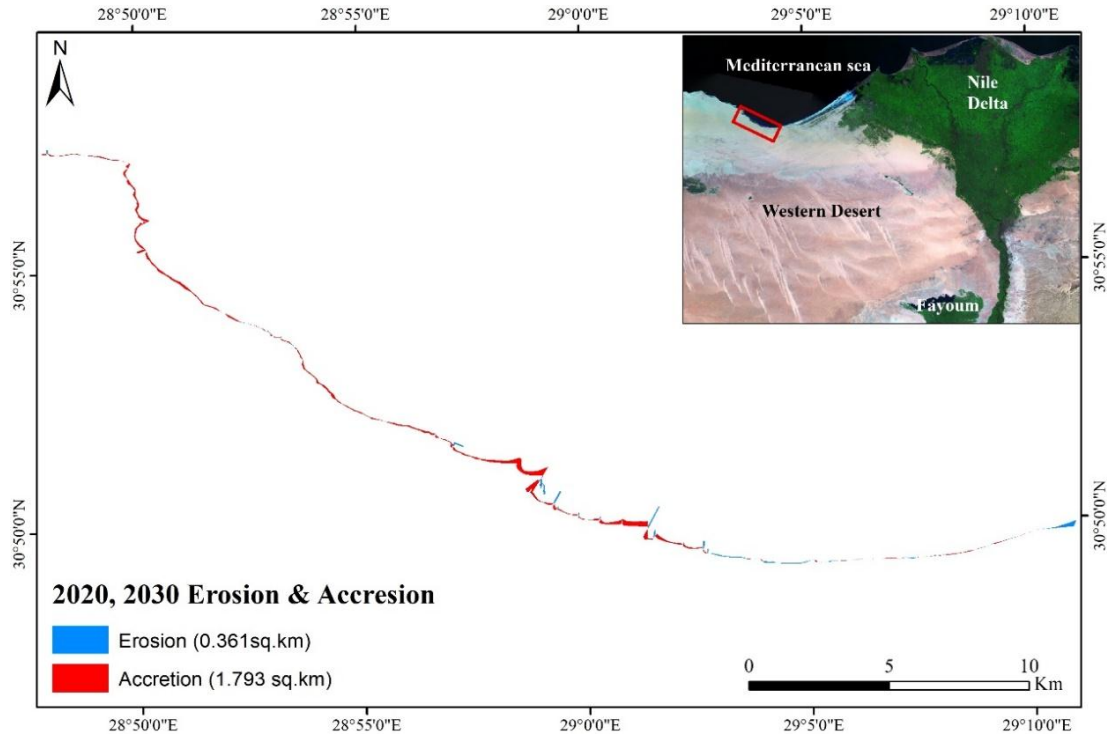 28°50'0"E 28°55'0"E 29°0'0"E 29°5'0"E 29°10'0"E
N
Mediterranean sea
Nile
Delta
Western Desert
Fayoum
30°55'0"N
30°55'0"N
30°50'0"N
30°50'0"N
2020, 2030 Erosion & Accresion
Erosion (0.361sq.km)
Accretion (1.793 sq.km)
0 5 10
Km
28°50'0"E 28°55'0"E 29°0'0"E 29°5'0"E 29°10'0"E